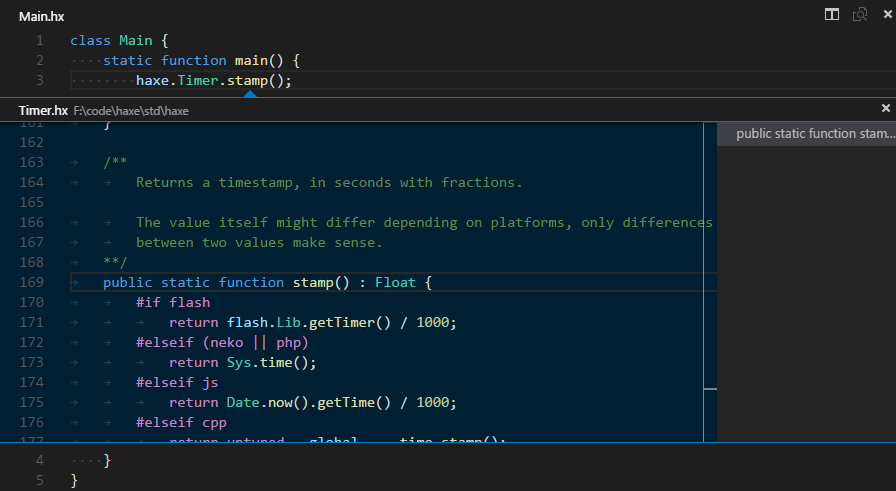 Main.hx
1 class Main {
2 ····static function main() {
3 ········haxe.Timer.stamp();
Timer.hx F:\code\haxe\std\haxe
public static function stam...
161 }
162
163 /**
164 Returns a timestamp, in seconds with fractions.
165
166 The value itself might differ depending on platforms, only differences
167 between two values make sense.
168 **/
169 public static function stamp() : Float {
170 #if flash
171 return flash.Lib.getTimer() / 1000;
172 #elseif (neko || php)
173 return Sys.time();
174 #elseif js
175 return Date.now().getTime() / 1000;
176 #elseif cpp
177 return untyped __global__.__time_stamp();
4 ····}
5 }